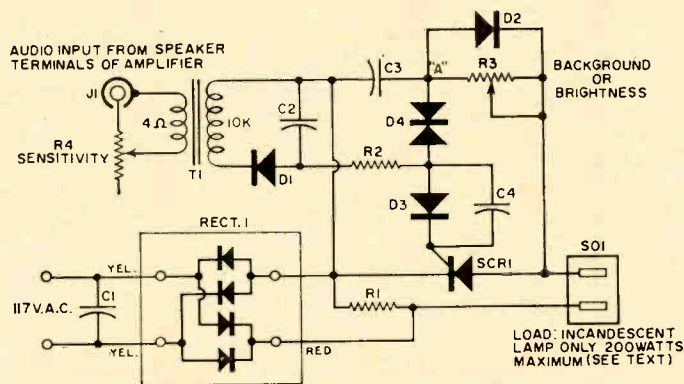 AUDIO INPUT FROM SPEAKER
TERMINALS OF AMPLIFIER
J1
R4
SENSITIVITY
4Ω
T1
10K
C2
D1
C3
"A"
D2
R3
BACKGROUND
OR
BRIGHTNESS
D4
R2
D3
C4
SCR1
SO1
RECT. 1
YEL.
117 V. A.C.
C1
YEL.
RED
R1
LOAD: INCANDESCENT
LAMP ONLY 200WATTS
MAXIMUM (SEE TEXT)